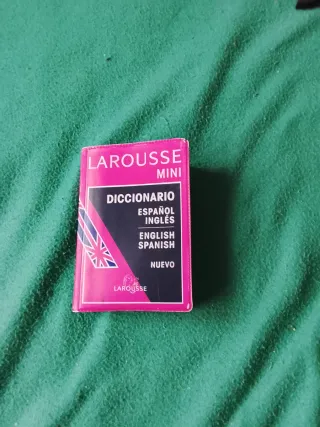 LAROUSSE
MINI
DICCIONARIO
ESPAÑOL
INGLÉS
ENGLISH
SPANISH
NUEVO
LAROUSSE